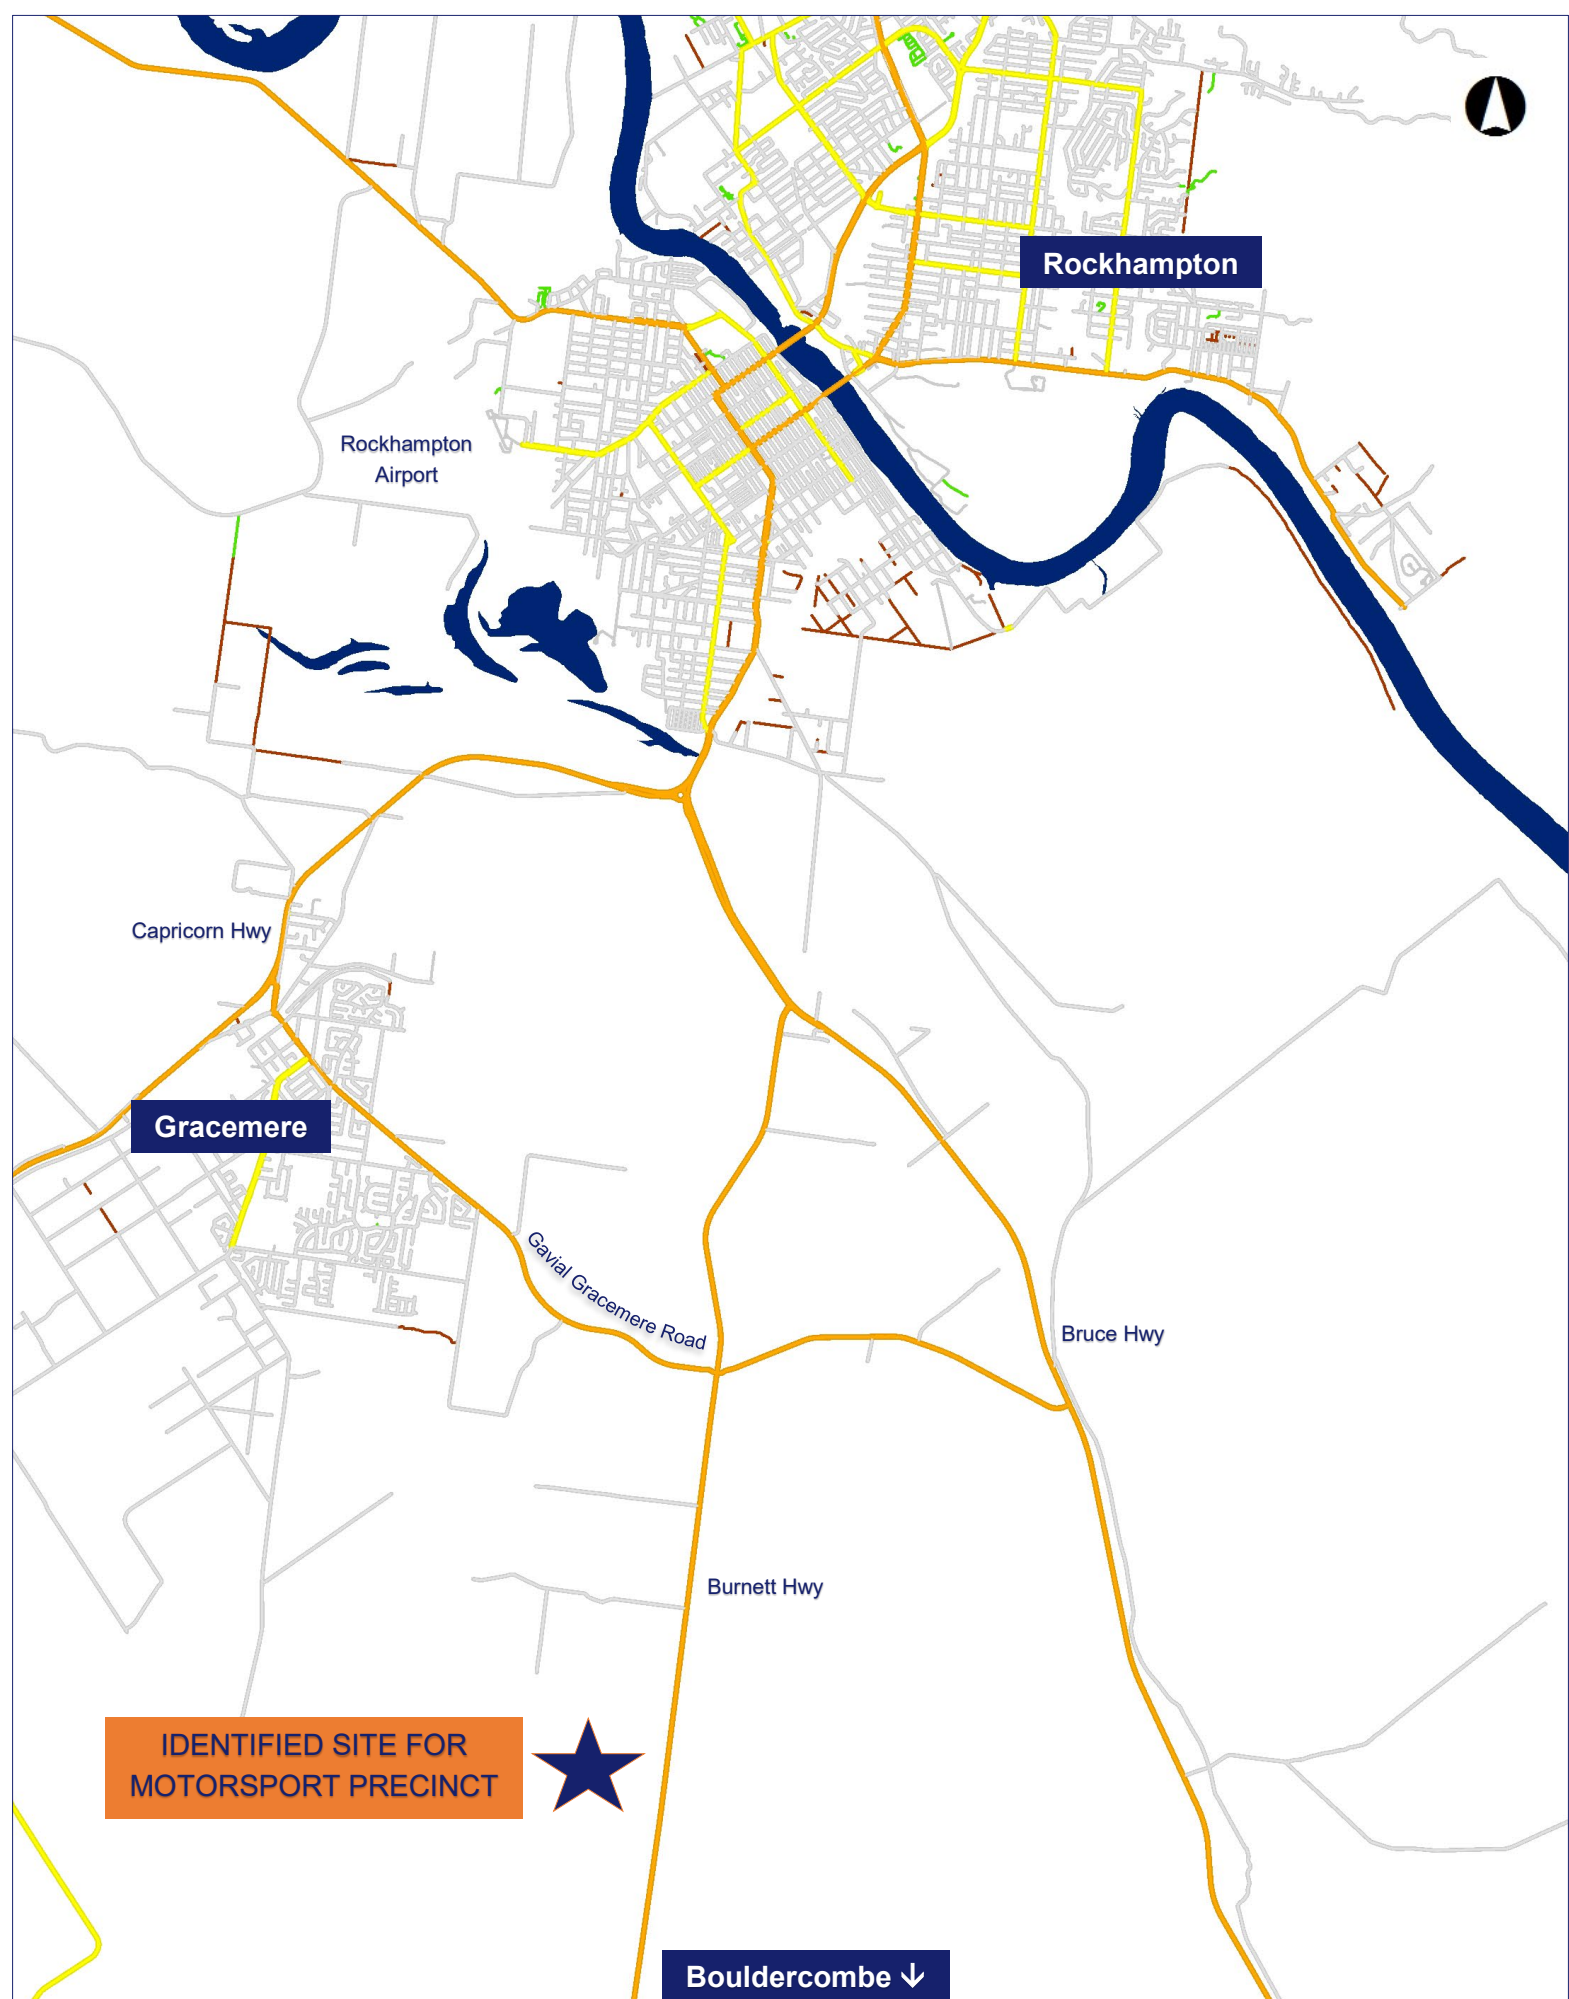 Rockhampton
Rockhampton
Airport
Capricorn Hwy
Gracemere
Gavial Gracemere Road
Bruce Hwy
Burnett Hwy
IDENTIFIED SITE FOR
MOTORSPORT PRECINCT
Bouldercombe ↓